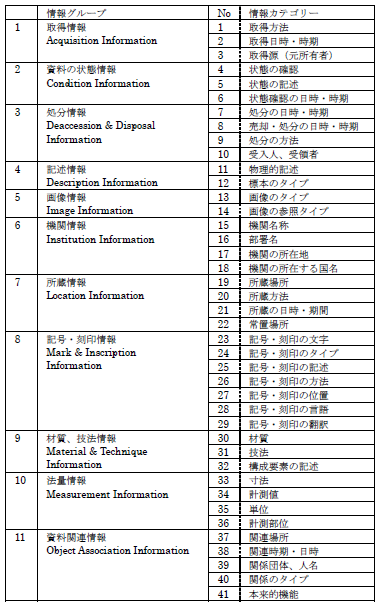 情報グループ No 情報カテゴリー
1 取得情報 1 取得方法
Acquisition Information 2 取得日時・時期
3 取得源（元所有者）
2 資料の状態情報 4 状態の確認
Condition Information 5 状態の記述
6 状態確認の日時・時期
3 処分情報 7 処分の日時・時期
Deaccession & Disposal 8 売却・処分の日時・時期
Information 9 処分の方法
10 受入人、受領者
4 記述情報 11 物理的記述
Description Information 12 標本のタイプ
5 画像情報 13 画像のタイプ
Image Information 14 画像の参照タイプ
6 機関情報 15 機関名称
Institution Information 16 部署名
17 機関の所在地
18 機関の所在する国名
7 所蔵情報 19 所蔵場所
Location Information 20 所蔵方法
21 所蔵の日時・期間
22 常置場所
8 記号・刻印情報 23 記号・刻印の文字
Mark & Inscription 24 記号・刻印のタイプ
Information 25 記号・刻印の記述
26 記号・刻印の方法
27 記号・刻印の位置
28 記号・刻印の言語
29 記号・刻印の翻訳
9 材質、技法情報 30 材質
Material & Technique 31 技法
Information 32 構成要素の記述
10 法量情報 33 寸法
Measurement Information 34 計測値
35 単位
36 計測部位
11 資料関連情報 37 関連場所
Object Association Information 38 関連時期・日時
39 関係団体、人名
40 関係のタイプ
41 本来的機能